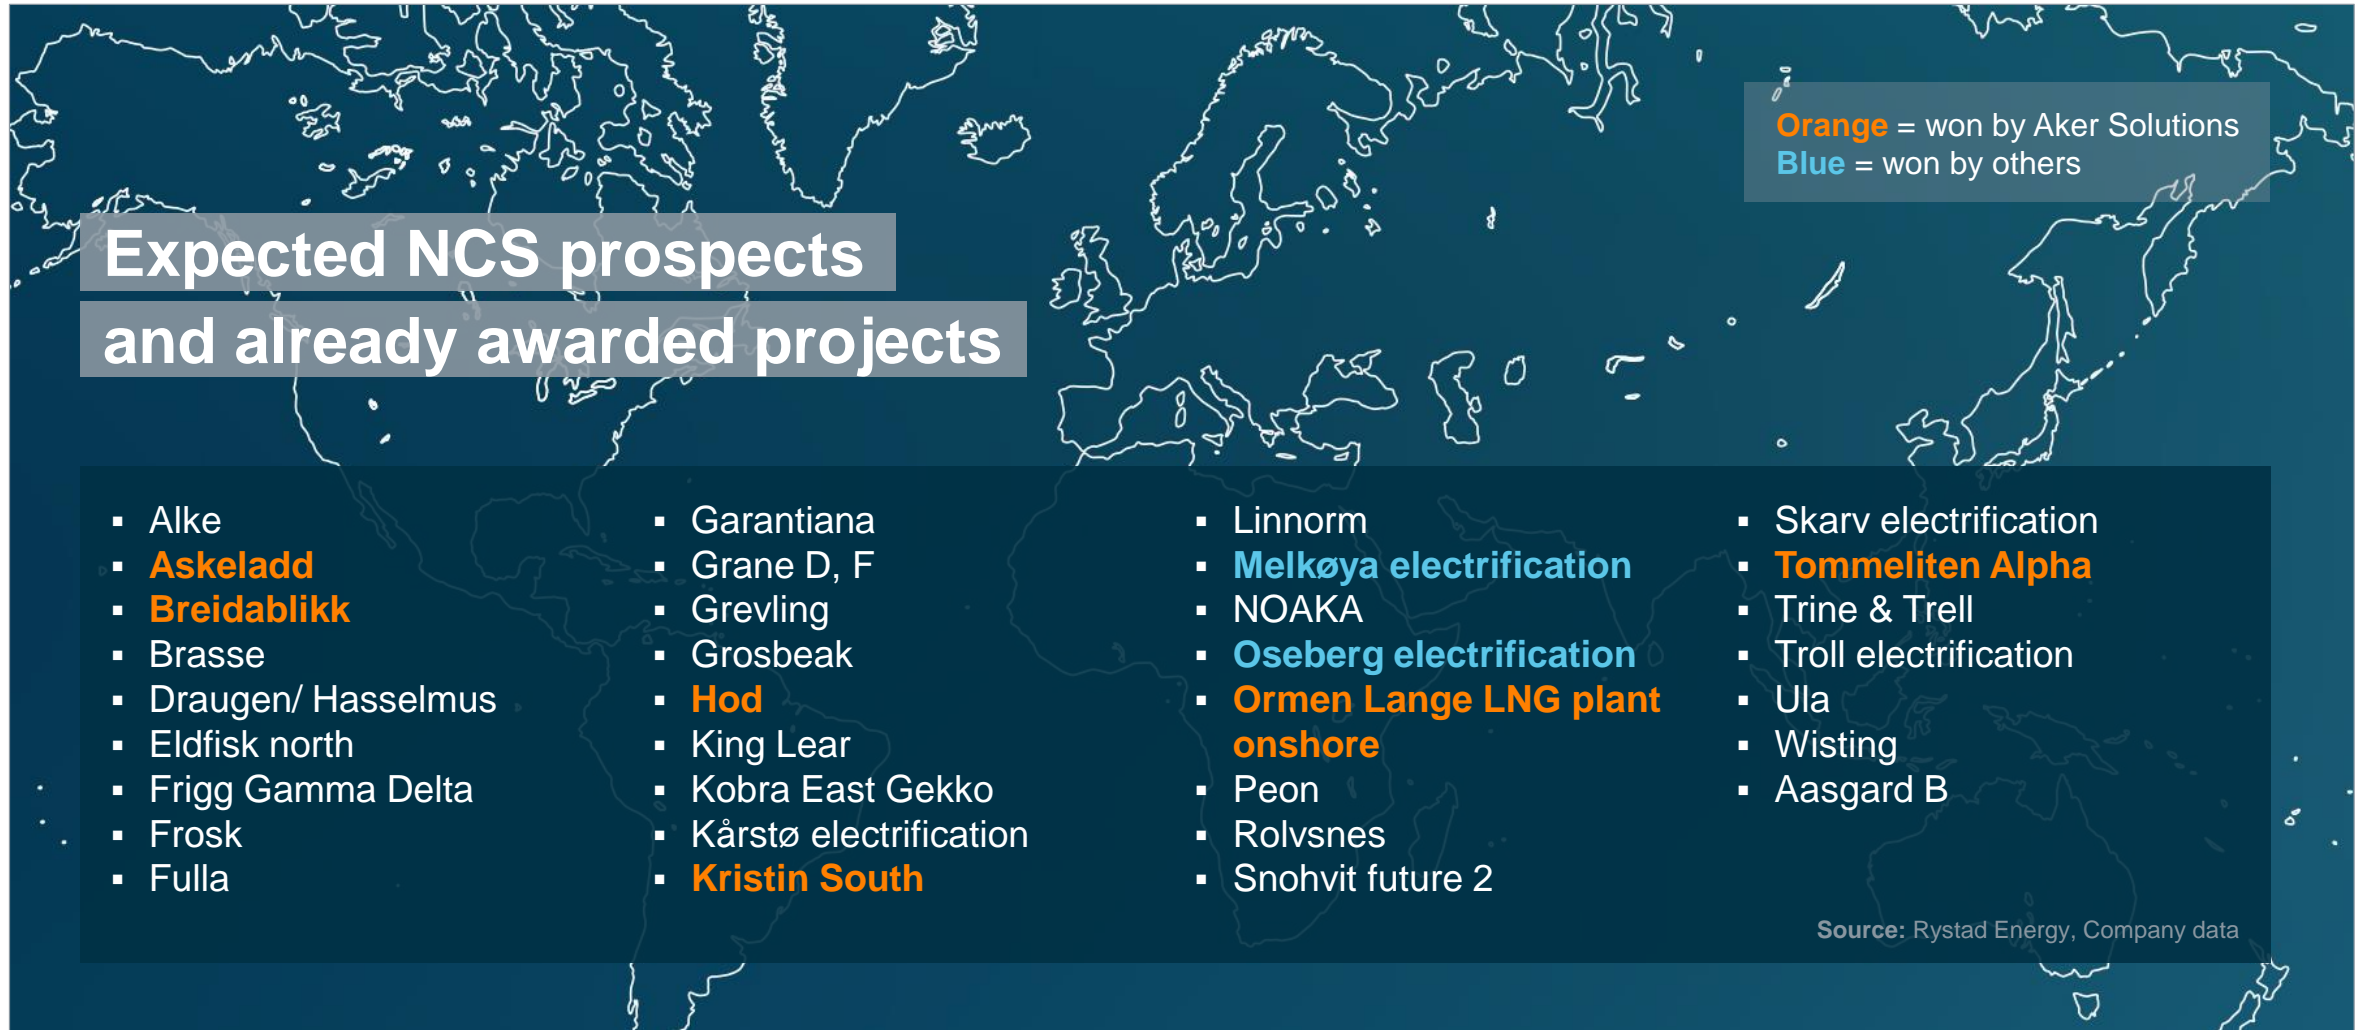 Orange = won by Aker Solutions
Blue = won by others
Expected NCS prospects
and already awarded projects
▪ Alke
▪ Askeladd
▪ Breidablikk
▪ Brasse
▪ Draugen/ Hasselmus
▪ Eldfisk north
▪ Frigg Gamma Delta
▪ Frosk
▪ Fulla
▪ Garantiana
▪ Grane D, F
▪ Grevling
▪ Grosbeak
▪ Hod
▪ King Lear
▪ Kobra East Gekko
▪ Kårstø electrification
▪ Kristin South
▪ Linnorm
▪ Melkøya electrification
▪ NOAKA
▪ Oseberg electrification
▪ Ormen Lange LNG plant
onshore
▪ Peon
▪ Rolvsnes
▪ Snohvit future 2
▪ Skarv electrification
▪ Tommeliten Alpha
▪ Trine & Trell
▪ Troll electrification
▪ Ula
▪ Wisting
▪ Aasgard B
Source: Rystad Energy, Company data